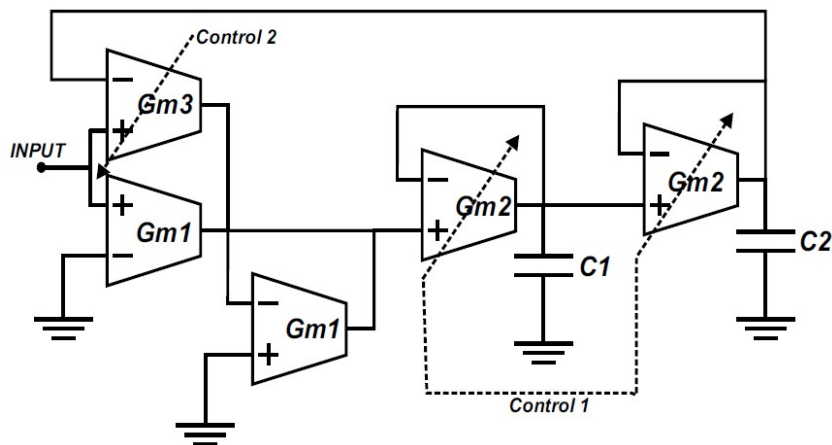 Control 2
Gm3
INPUT
Gm1
Gm2
Gm2
C1
C2
Gm1
Control 1